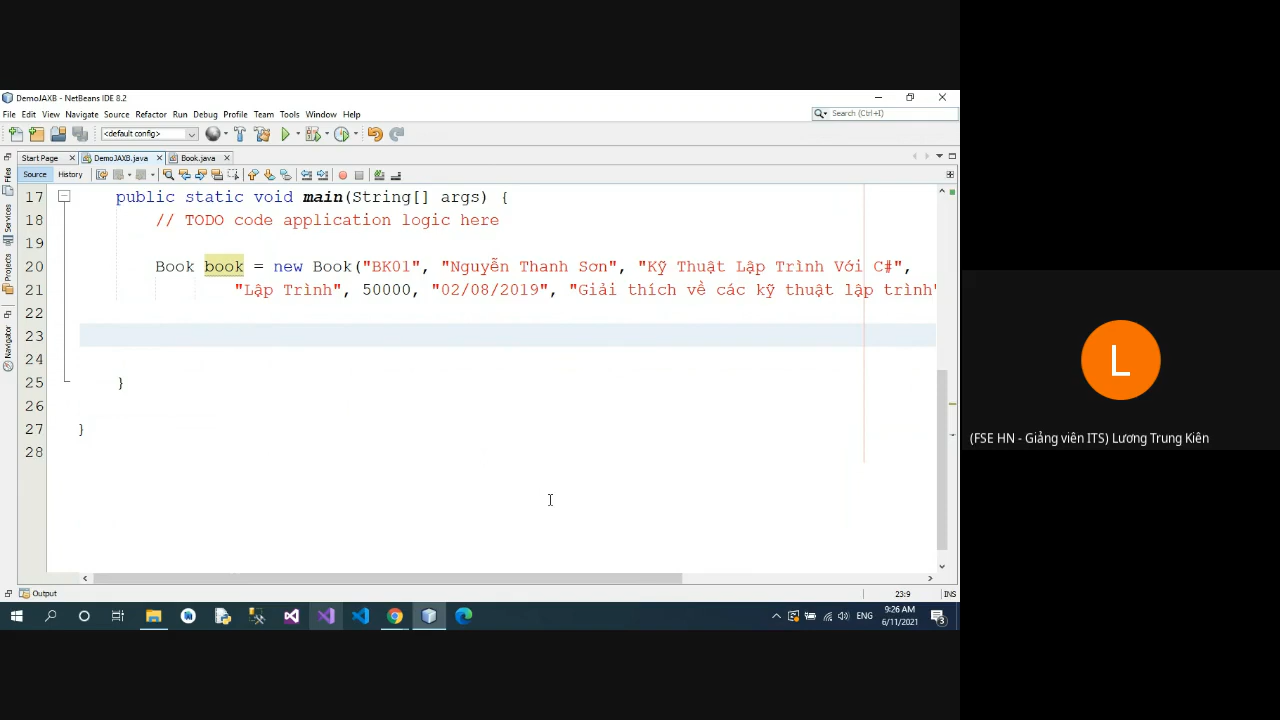 DemoJAXB - NetBeans IDE 8.2
File Edit View Navigate Source Refactor Run Debug Profile Team Tools Window Help
Search (Ctrl+I)
<default config>
Start Page DemoJAXB.java Book.java
Source History
Files
Services
Projects
Navigator
17 public static void main(String[] args) {
18 // TODO code application logic here
19
20 Book book = new Book("BK01", "Nguyễn Thanh Sơn", "Kỹ Thuật Lập Trình Với C#",
21 "Lập Trình", 50000, "02/08/2019", "Giải thích về các kỹ thuật lập trình"
22
23
24
25 }
26
27 }
28
Output
23:9 INS
ENG
9:26 AM
6/11/2021
3
L
(FSE HN - Giảng viên ITS) Lương Trung Kiên